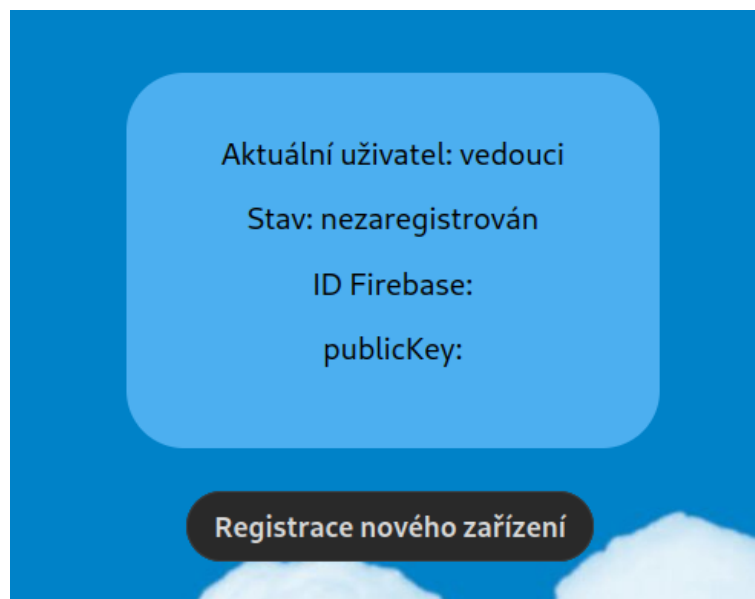 Aktuální uživatel: vedouci
Stav: nezaregistrován
ID Firebase:
publicKey:
Registrace nového zařízení